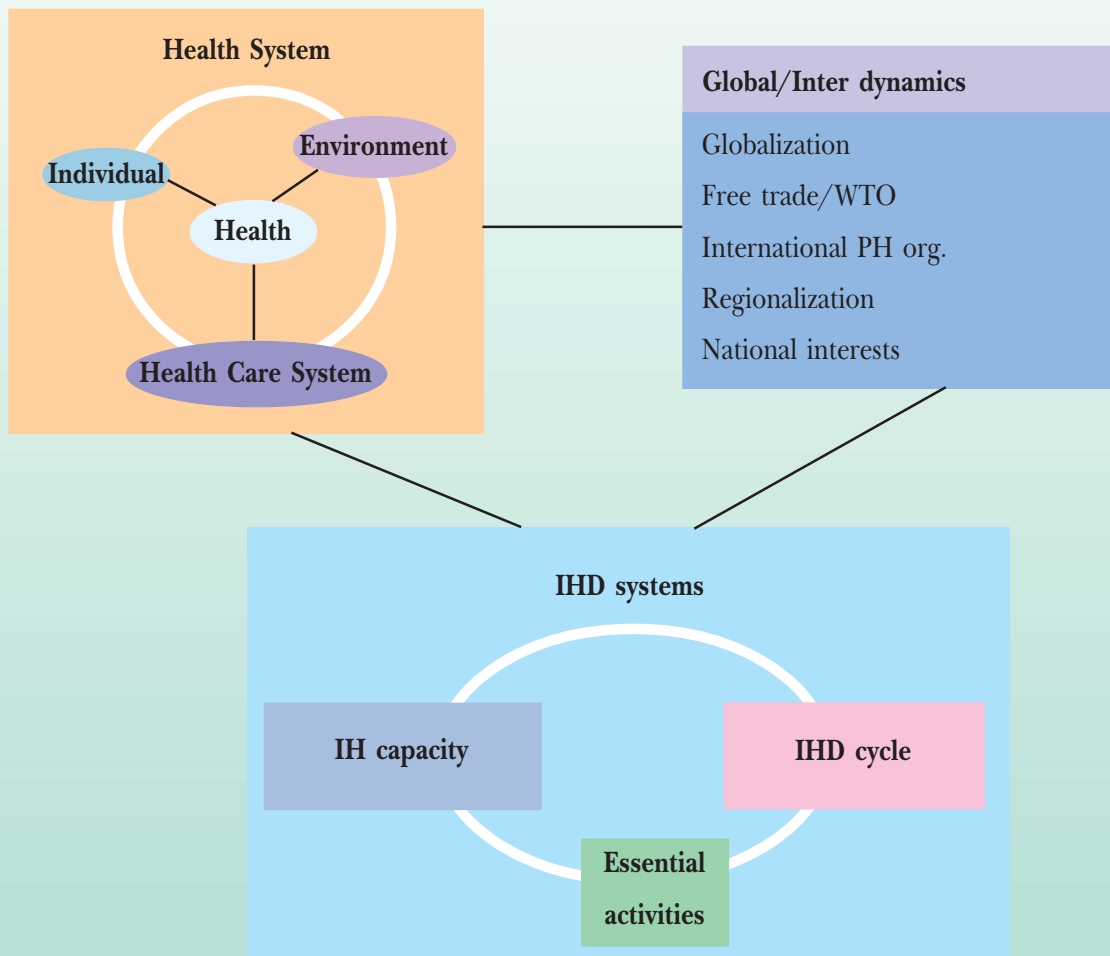 Health System
Individual
Environment
Health
Health Care System
Global/Inter dynamics
Globalization
Free trade/WTO
International PH org.
Regionalization
National interests
IHD systems
IH capacity
IHD cycle
Essential
activities